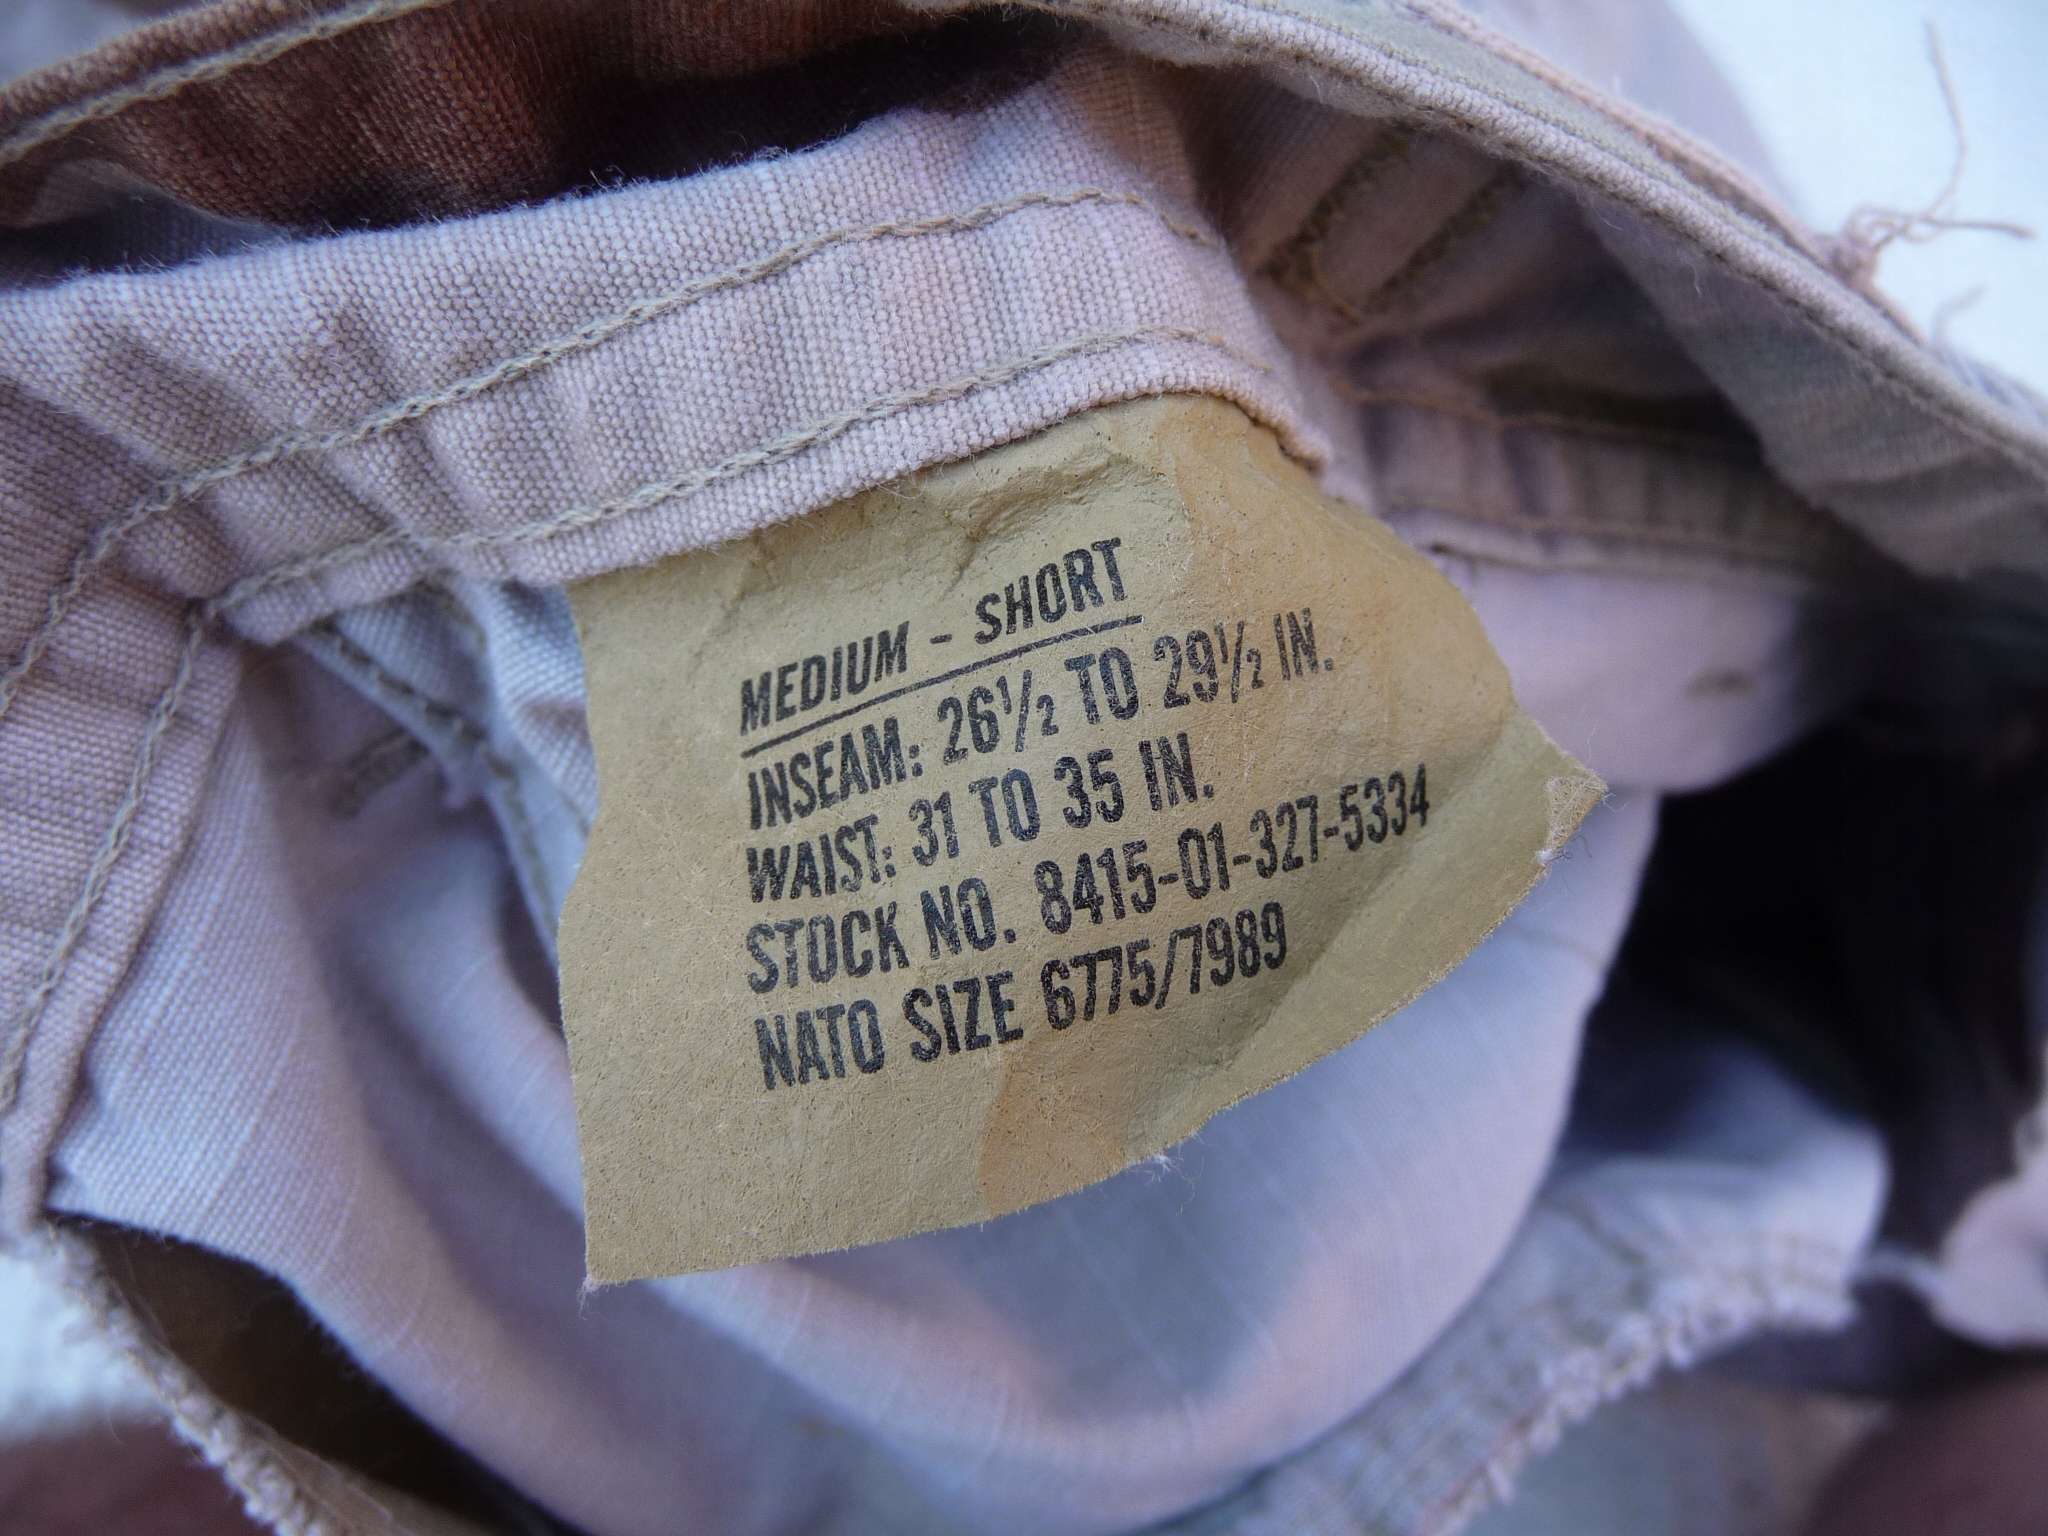 MEDIUM - SHORT
INSEAM: 26½ TO 29½ IN.
WAIST: 31 TO 35 IN.
STOCK NO. 8415-01-327-5334
NATO SIZE 6775/7989